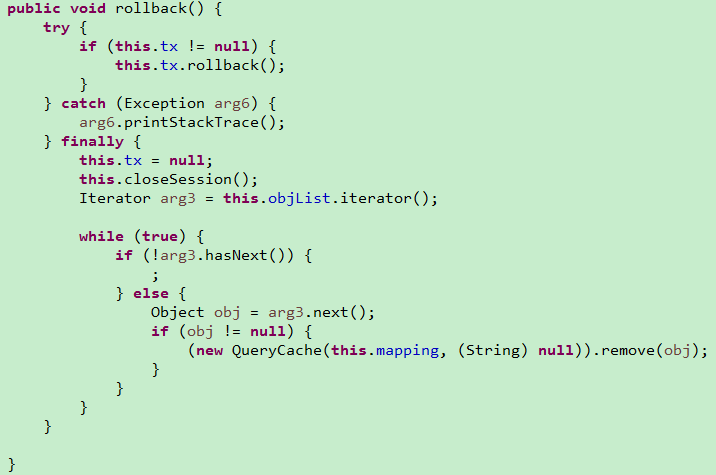 public void rollback() {
    try {
        if (this.tx != null) {
            this.tx.rollback();
        }
    } catch (Exception arg6) {
        arg6.printStackTrace();
    } finally {
        this.tx = null;
        this.closeSession();
        Iterator arg3 = this.objList.iterator();

        while (true) {
            if (!arg3.hasNext()) {
                ;
            } else {
                Object obj = arg3.next();
                if (obj != null) {
                    (new QueryCache(this.mapping, (String) null)).remove(obj);
                }
            }
        }
    }

}